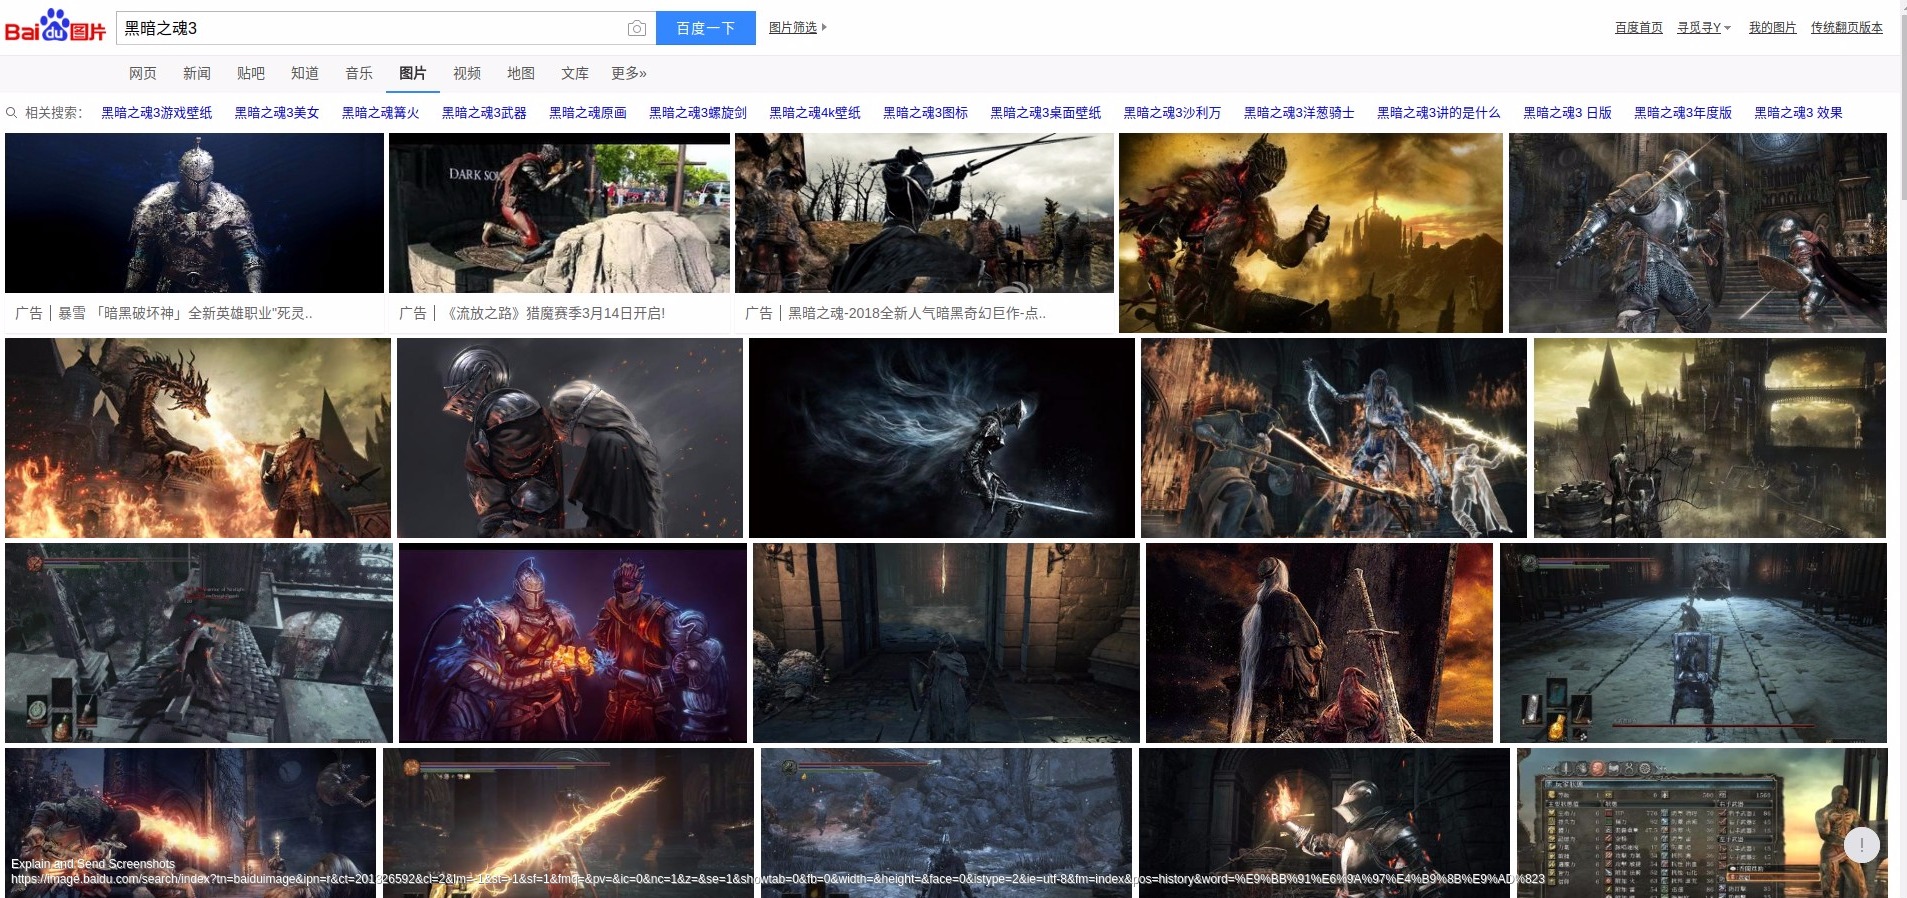 Bai du 图片
黑暗之魂3
百度一下
图片筛选
百度首页
寻觅寻Y
我的图片
传统翻页版本
网页 新闻 贴吧 知道 音乐 图片 视频 地图 文库 更多»
相关搜索: 黑暗之魂3游戏壁纸 黑暗之魂3美女 黑暗之魂篝火 黑暗之魂3武器 黑暗之魂原画 黑暗之魂3螺旋剑 黑暗之魂4k壁纸 黑暗之魂3图标 黑暗之魂3桌面壁纸 黑暗之魂3沙利万 黑暗之魂3洋葱骑士 黑暗之魂3讲的是什么 黑暗之魂3 日版 黑暗之魂3年度版 黑暗之魂3 效果
DARK SOU
广告 | 暴雪 「暗黑破坏神」全新英雄职业"死灵..
广告 | 《流放之路》猎魔赛季3月14日开启!
广告 | 黑暗之魂-2018全新人气暗黑奇幻巨作-点..
Explain and Send Screenshots
https://image.baidu.com/search/index?tn=baiduimage&ipn=r&ct=201326592&cl=2&lm=-1&st=-1&sf=1&fmq=&pv=&ic=0&nc=1&z=&se=1&showtab=0&fb=0&width=&height=&face=0&istype=2&ie=utf-8&fm=index&pos=history&word=%E9%BB%91%E6%9A%97%E4%B9%8B%E9%AD%823